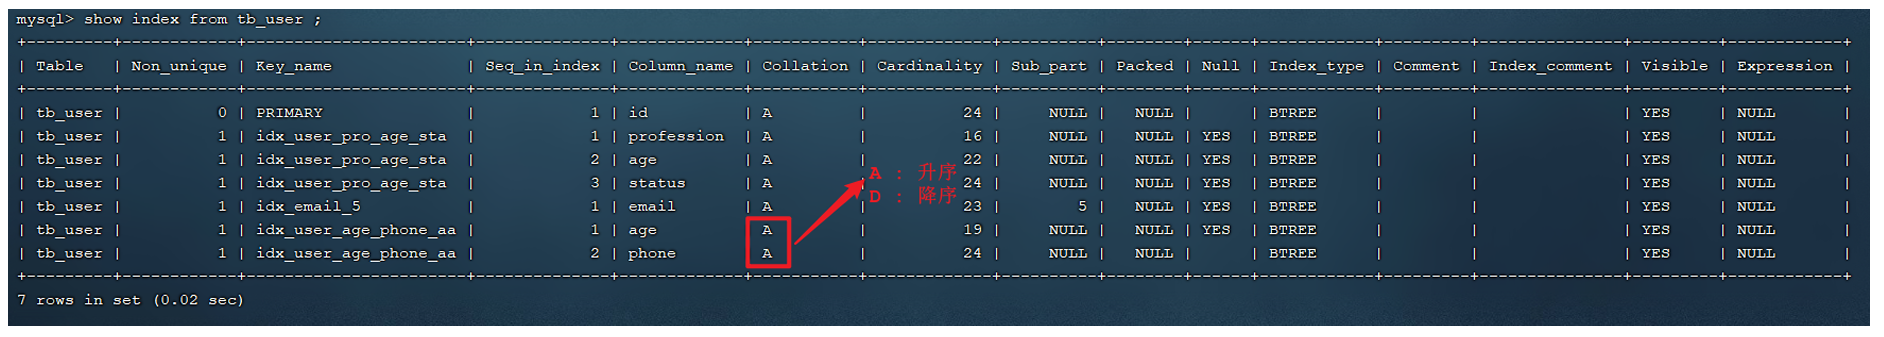 mysql> show index from tb_user ;
+---------+------------+----------------------+--------------+-------------+-----------+-------------+----------+--------+------+------------+---------+---------------+---------+------------+
| Table   | Non_unique | Key_name             | Seq_in_index | Column_name | Collation | Cardinality | Sub_part | Packed | Null | Index_type | Comment | Index_comment | Visible | Expression |
+---------+------------+----------------------+--------------+-------------+-----------+-------------+----------+--------+------+------------+---------+---------------+---------+------------+
| tb_user |          0 | PRIMARY              |            1 | id          | A         |          24 |     NULL |   NULL |      | BTREE      |         |               | YES     | NULL       |
| tb_user |          1 | idx_user_pro_age_sta |            1 | profession  | A         |          16 |     NULL |   NULL | YES  | BTREE      |         |               | YES     | NULL       |
| tb_user |          1 | idx_user_pro_age_sta |            2 | age         | A         |          22 |     NULL |   NULL | YES  | BTREE      |         |               | YES     | NULL       |
| tb_user |          1 | idx_user_pro_age_sta |            3 | status      | A         |          24 |     NULL |   NULL | YES  | BTREE      |         |               | YES     | NULL       |
| tb_user |          1 | idx_email_5          |            1 | email       | A         |          23 |        5 |   NULL | YES  | BTREE      |         |               | YES     | NULL       |
| tb_user |          1 | idx_user_age_phone_aa |            1 | age         | A         |          19 |     NULL |   NULL | YES  | BTREE      |         |               | YES     | NULL       |
| tb_user |          1 | idx_user_age_phone_aa |            2 | phone       | A         |          24 |     NULL |   NULL |      | BTREE      |         |               | YES     | NULL       |
+---------+------------+----------------------+--------------+-------------+-----------+-------------+----------+--------+------+------------+---------+---------------+---------+------------+
7 rows in set (0.02 sec)
A : 升序
D : 降序